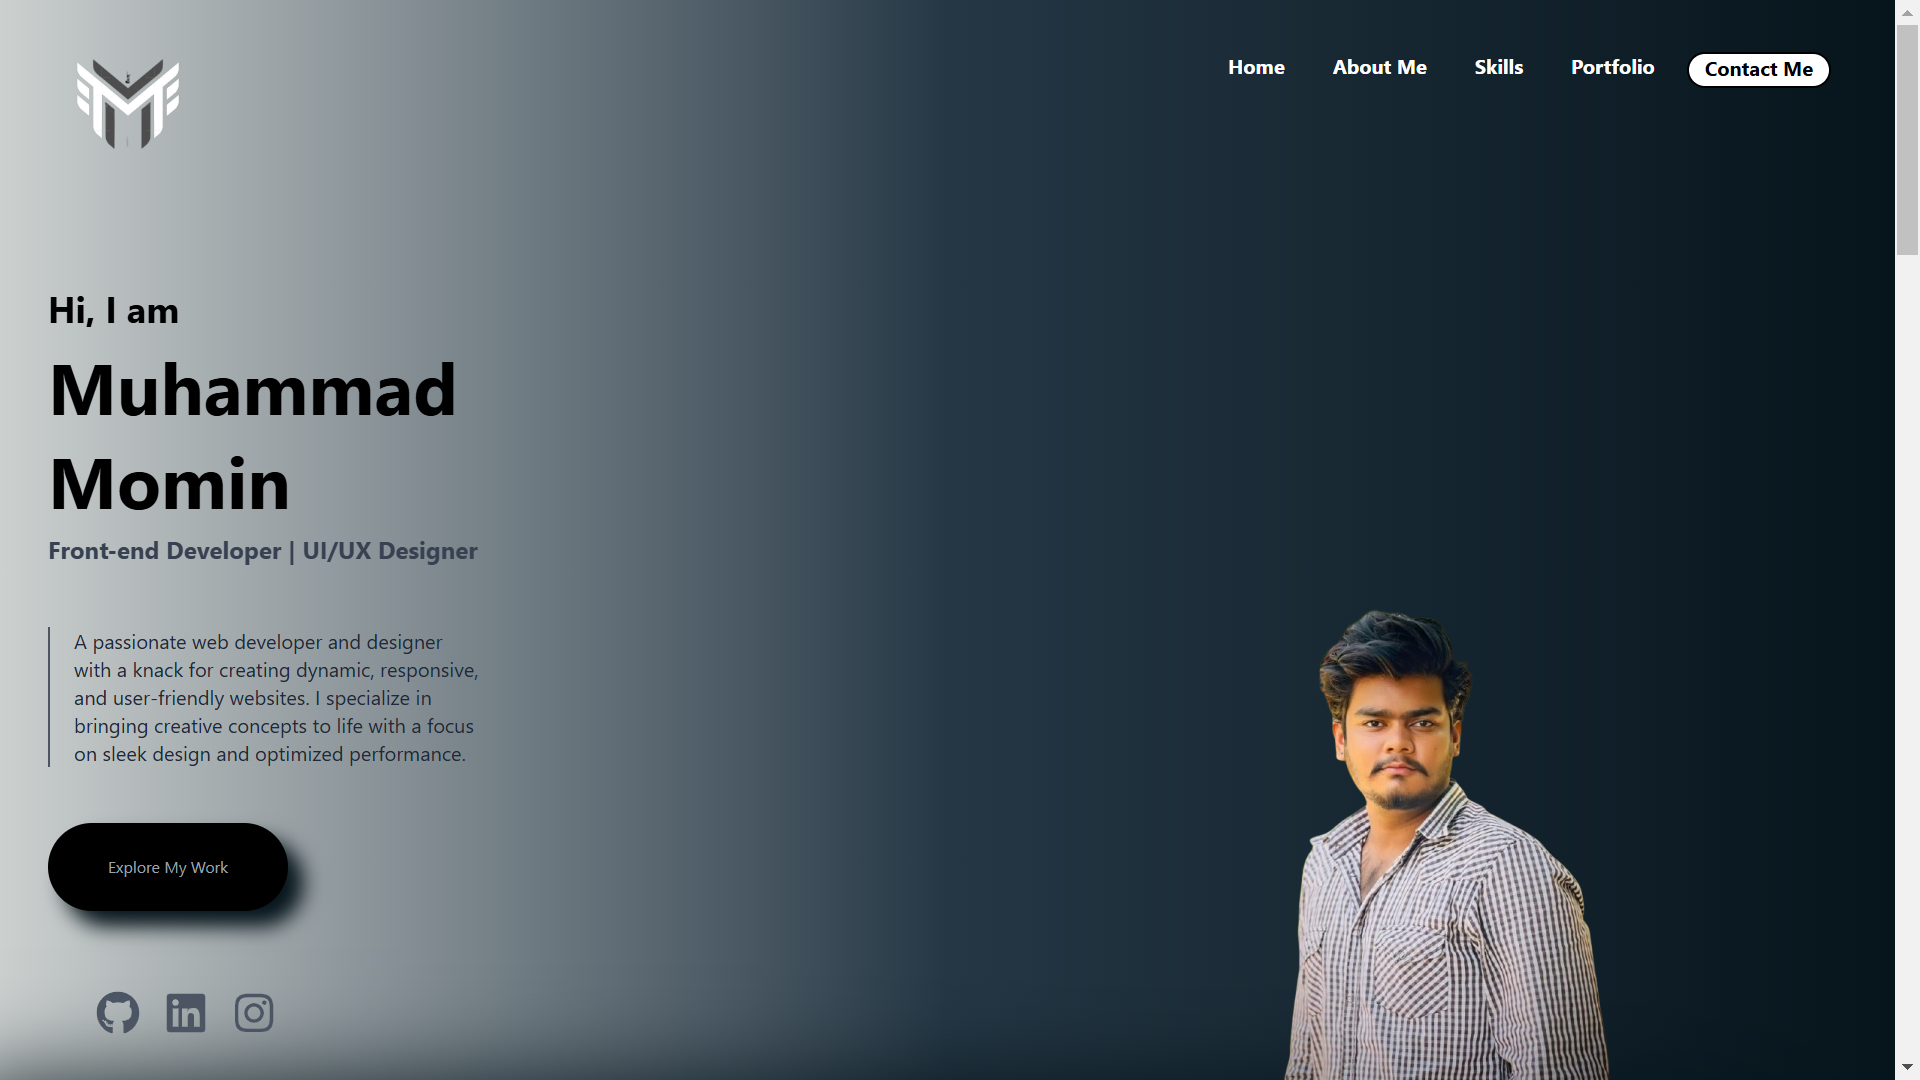 Home
About Me
Skills
Portfolio
Contact Me
Hi, I am
Muhammad
Momin
Front-end Developer | UI/UX Designer
A passionate web developer and designer
with a knack for creating dynamic, responsive,
and user-friendly websites. I specialize in
bringing creative concepts to life with a focus
on sleek design and optimized performance.
Explore My Work